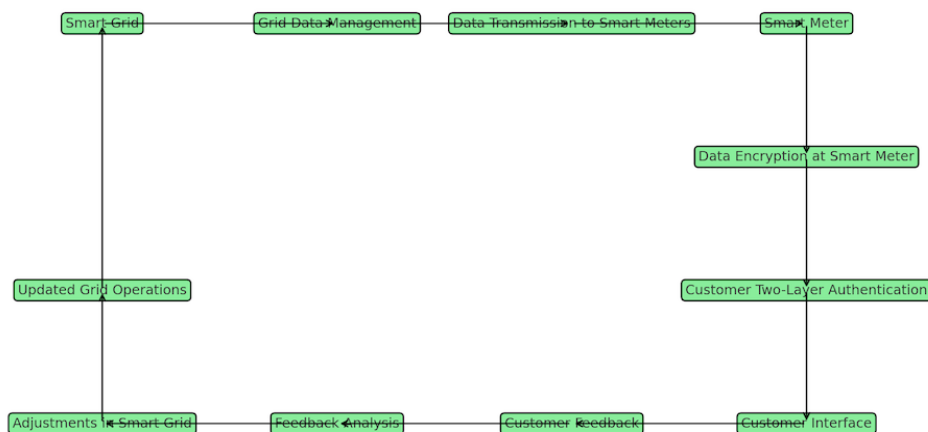 Smart Grid
Grid Data Management
Data Transmission to Smart Meters
Smart Meter
Data Encryption at Smart Meter
Updated Grid Operations
Customer Two-Layer Authentication
Adjustments in Smart Grid
Feedback Analysis
Customer Feedback
Customer Interface